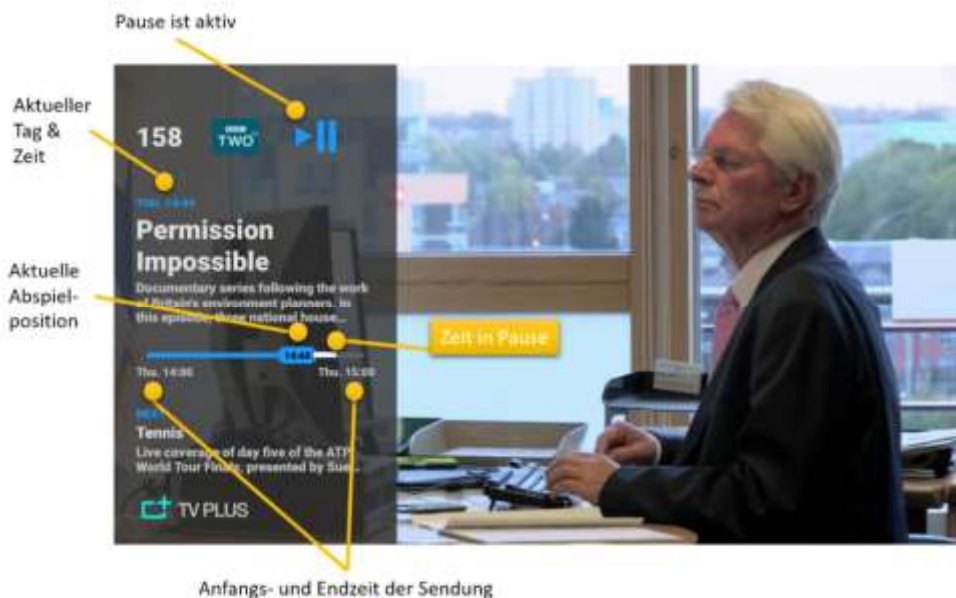 Pause ist aktiv
Aktueller
Tag &
Zeit
158
TWO
Permission
Impossible
Documentary series following the work
of Britain's environment planners. In
this episode, three national house...
Aktuelle
Abspiel-
position
Zeit in Pause
Thu. 14:00
Thu. 15:00
NEXT
Tennis
Live coverage of day five of the ATP
World Tour Finals, presented by Sue...
TV PLUS
Anfangs- und Endzeit der Sendung